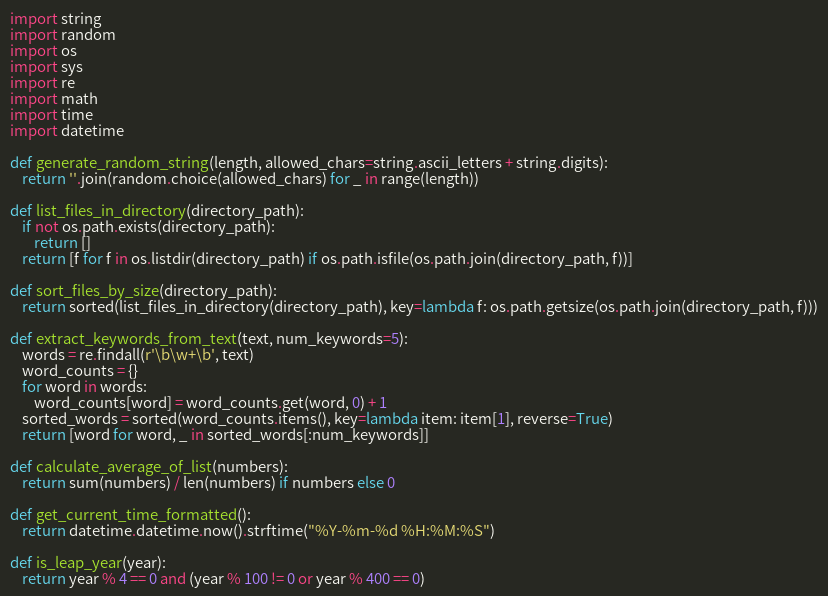 import string
import random
import os
import sys
import re
import math
import time
import datetime
def generate_random_string(length, allowed_chars=string.ascii_letters + string.digits):
return ''.join(random.choice(allowed_chars) for _ in range(length))
def list_files_in_directory(directory_path):
if not os.path.exists(directory_path):
return []
return [f for f in os.listdir(directory_path) if os.path.isfile(os.path.join(directory_path, f))]
def sort_files_by_size(directory_path):
return sorted(list_files_in_directory(directory_path), key=lambda f: os.path.getsize(os.path.join(directory_path, f)))
def extract_keywords_from_text(text, num_keywords=5):
words = re.findall(r'\b\w+\b', text)
word_counts = {}
for word in words:
word_counts[word] = word_counts.get(word, 0) + 1
sorted_words = sorted(word_counts.items(), key=lambda item: item[1], reverse=True)
return [word for word, _ in sorted_words[:num_keywords]]
def calculate_average_of_list(numbers):
return sum(numbers) / len(numbers) if numbers else 0
def get_current_time_formatted():
return datetime.datetime.now().strftime("%Y-%m-%d %H:%M:%S")
def is_leap_year(year):
return year % 4 == 0 and (year % 100 != 0 or year % 400 == 0)